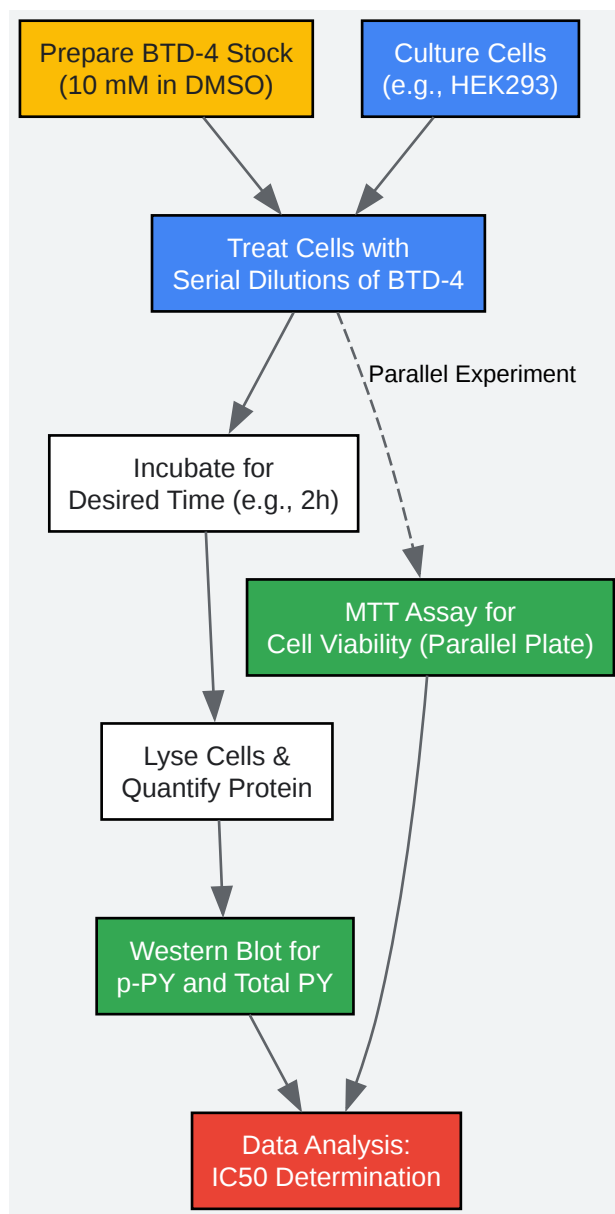 Prepare BTD-4 Stock
(10 mM in DMSO)
Culture Cells
(e.g., HEK293)
Treat Cells with
Serial Dilutions of BTD-4
Parallel Experiment
Incubate for
Desired Time (e.g., 2h)
MTT Assay for
Cell Viability (Parallel Plate)
Lyse Cells &
Quantify Protein
Western Blot for
p-PY and Total PY
Data Analysis:
IC50 Determination